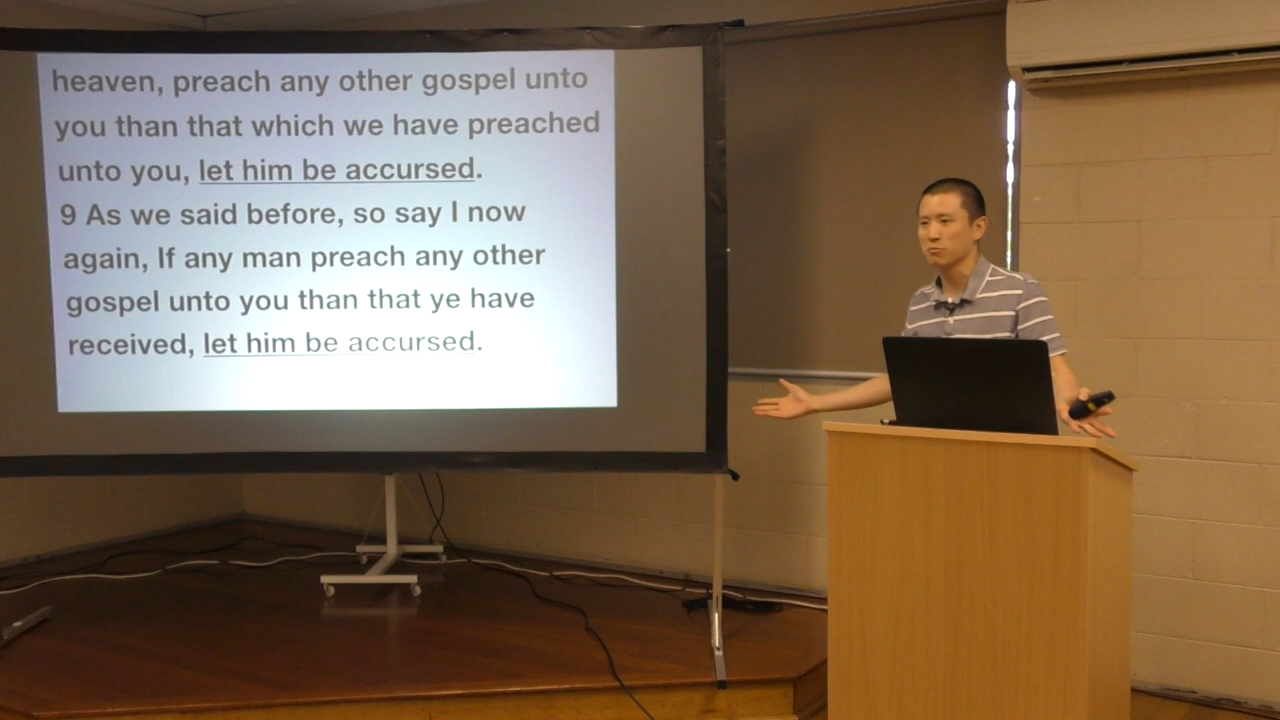 heaven, preach any other gospel unto
you than that which we have preached
unto you, let him be accursed.
9 As we said before, so say I now
again, If any man preach any other
gospel unto you than that ye have
received, let him be accursed.